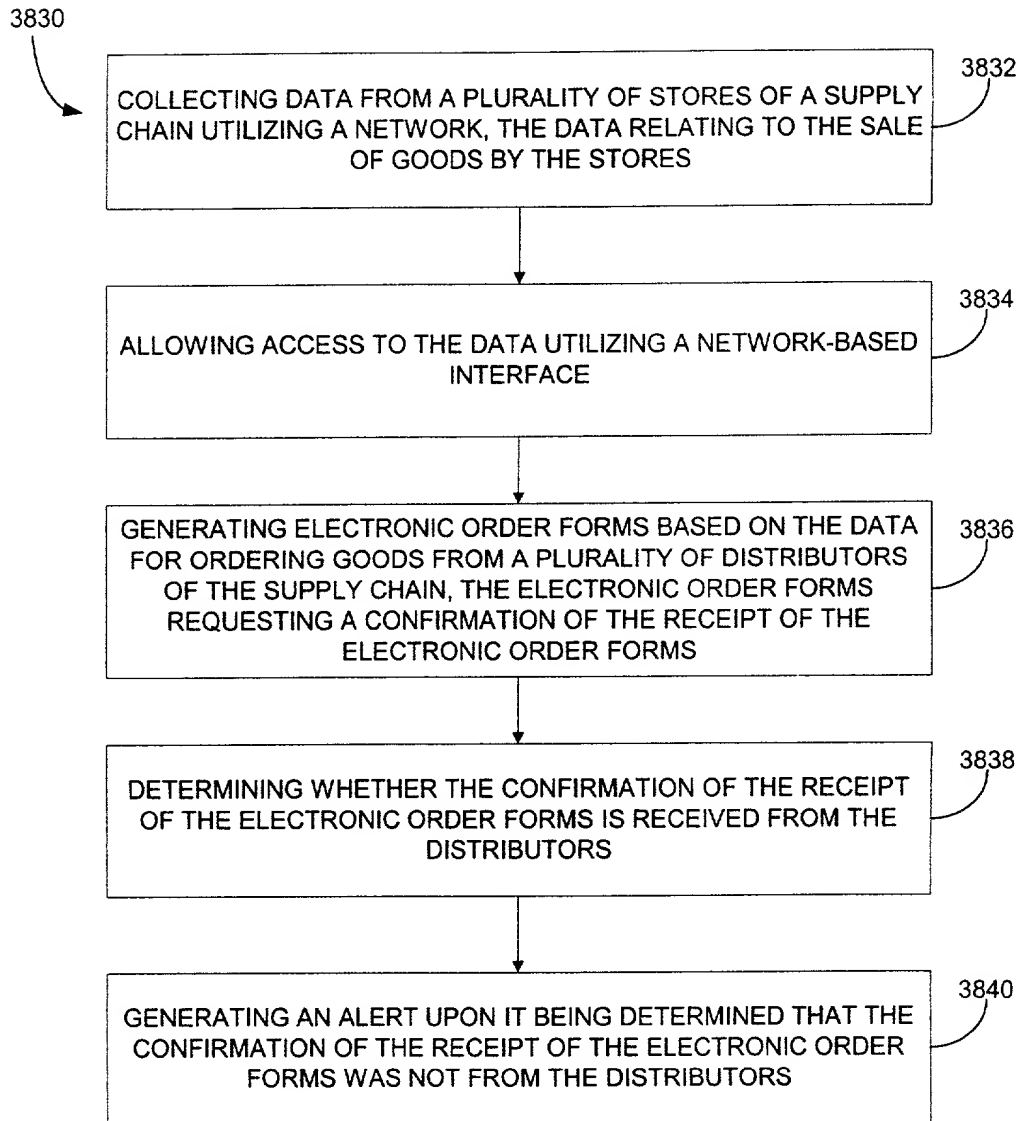 3830
3832
COLLECTING DATA FROM A PLURALITY OF STORES OF A SUPPLY
CHAIN UTILIZING A NETWORK, THE DATA RELATING TO THE SALE
OF GOODS BY THE STORES
3834
ALLOWING ACCESS TO THE DATA UTILIZING A NETWORK-BASED
INTERFACE
3836
GENERATING ELECTRONIC ORDER FORMS BASED ON THE DATA
FOR ORDERING GOODS FROM A PLURALITY OF DISTRIBUTORS
OF THE SUPPLY CHAIN, THE ELECTRONIC ORDER FORMS
REQUESTING A CONFIRMATION OF THE RECEIPT OF THE
ELECTRONIC ORDER FORMS
3838
DETERMINING WHETHER THE CONFIRMATION OF THE RECEIPT
OF THE ELECTRONIC ORDER FORMS IS RECEIVED FROM THE
DISTRIBUTORS
3840
GENERATING AN ALERT UPON IT BEING DETERMINED THAT THE
CONFIRMATION OF THE RECEIPT OF THE ELECTRONIC ORDER
FORMS WAS NOT FROM THE DISTRIBUTORS